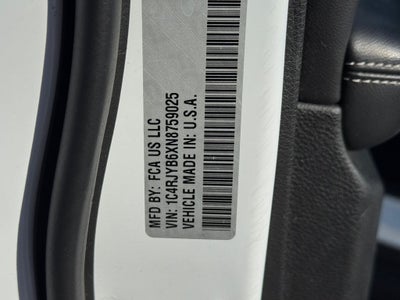 MFD BY: FCA US LLC
VIN: 1C4RJYB6XN8759025
VEHICLE MADE IN: U.S.A.